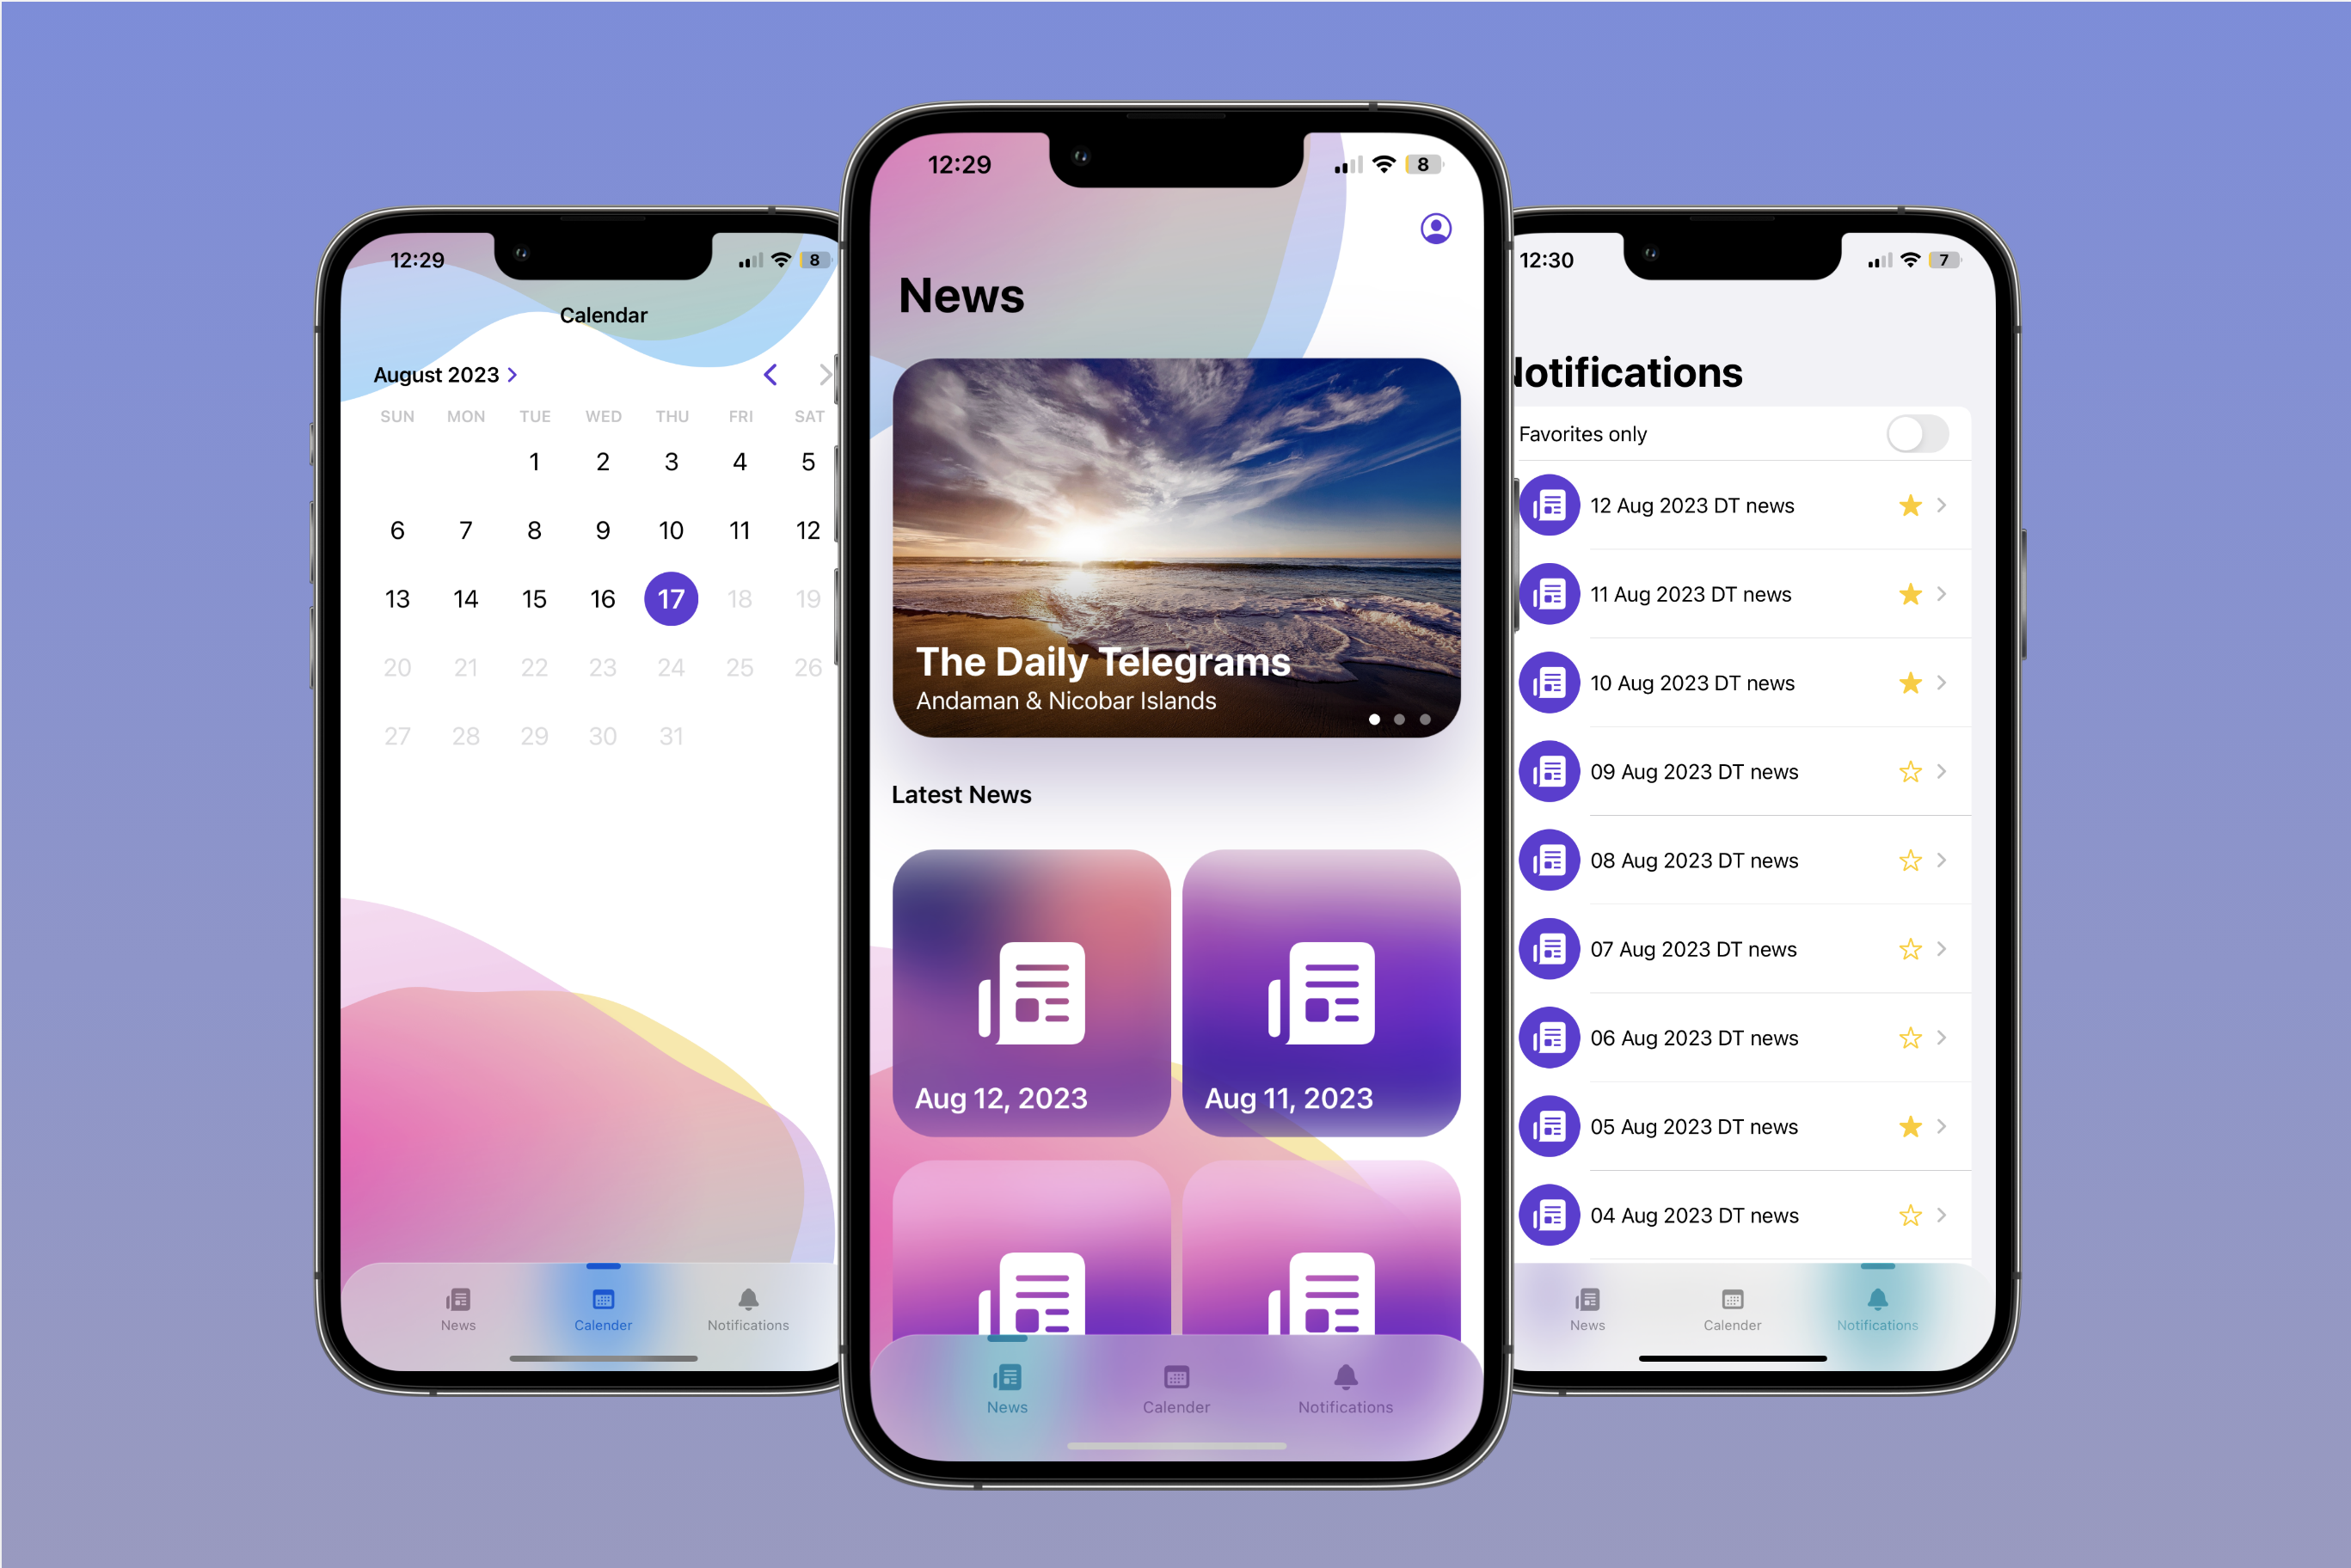 12:29
8
Calendar
August 2023
SUN MON TUE WED THU FRI SAT
1 2 3 4 5
6 7 8 9 10 11 12
13 14 15 16 17 18 19
20 21 22 23 24 25 26
27 28 29 30 31
News Calender Notifications
12:29
8
News
The Daily Telegrams
Andaman & Nicobar Islands
Latest News
Aug 12, 2023
Aug 11, 2023
News Calender Notifications
12:30
7
Notifications
Favorites only
12 Aug 2023 DT news
11 Aug 2023 DT news
10 Aug 2023 DT news
09 Aug 2023 DT news
08 Aug 2023 DT news
07 Aug 2023 DT news
06 Aug 2023 DT news
05 Aug 2023 DT news
04 Aug 2023 DT news
News Calender Notifications